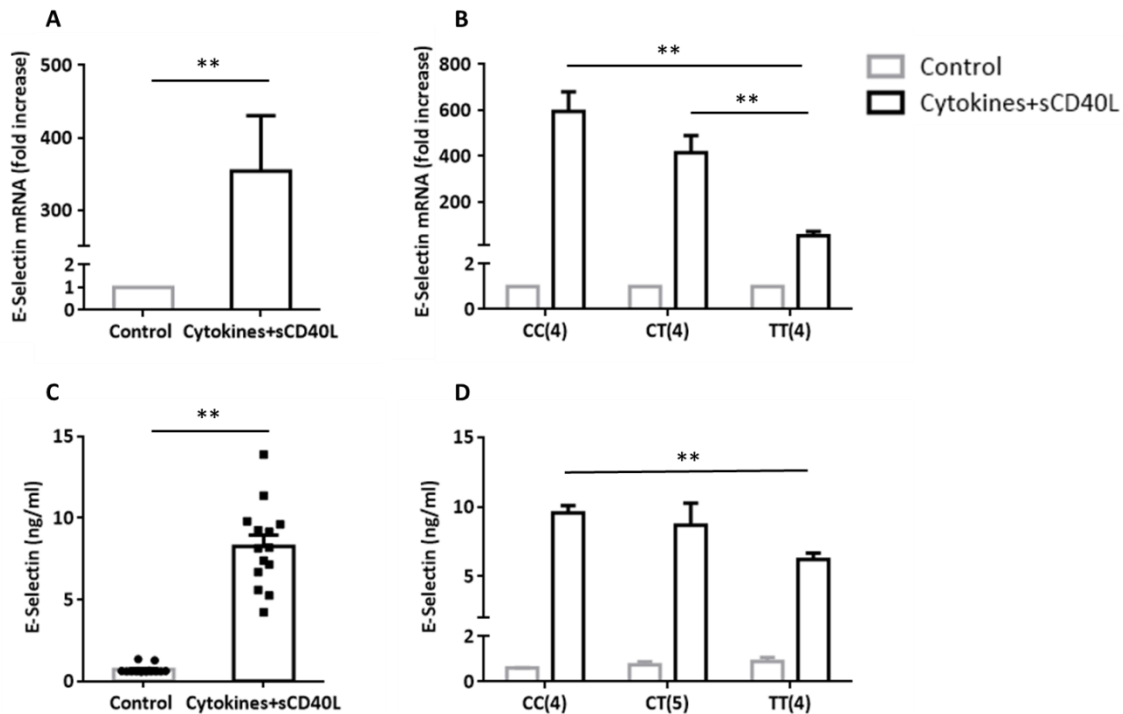 A
E-Selectin mRNA (fold increase)
500
400
300
2
1
0
**
Control
Cytokines+sCD40L
B
E-Selectin mRNA (fold increase)
800
600
400
200
2
0
**
**
CC(4)
CT(4)
TT(4)
Control
Cytokines+sCD40L
C
E-Selectin (ng/ml)
15
10
5
0
**
Control
Cytokines+sCD40L
D
E-Selectin (ng/ml)
15
10
5
2
0
**
CC(4)
CT(5)
TT(4)